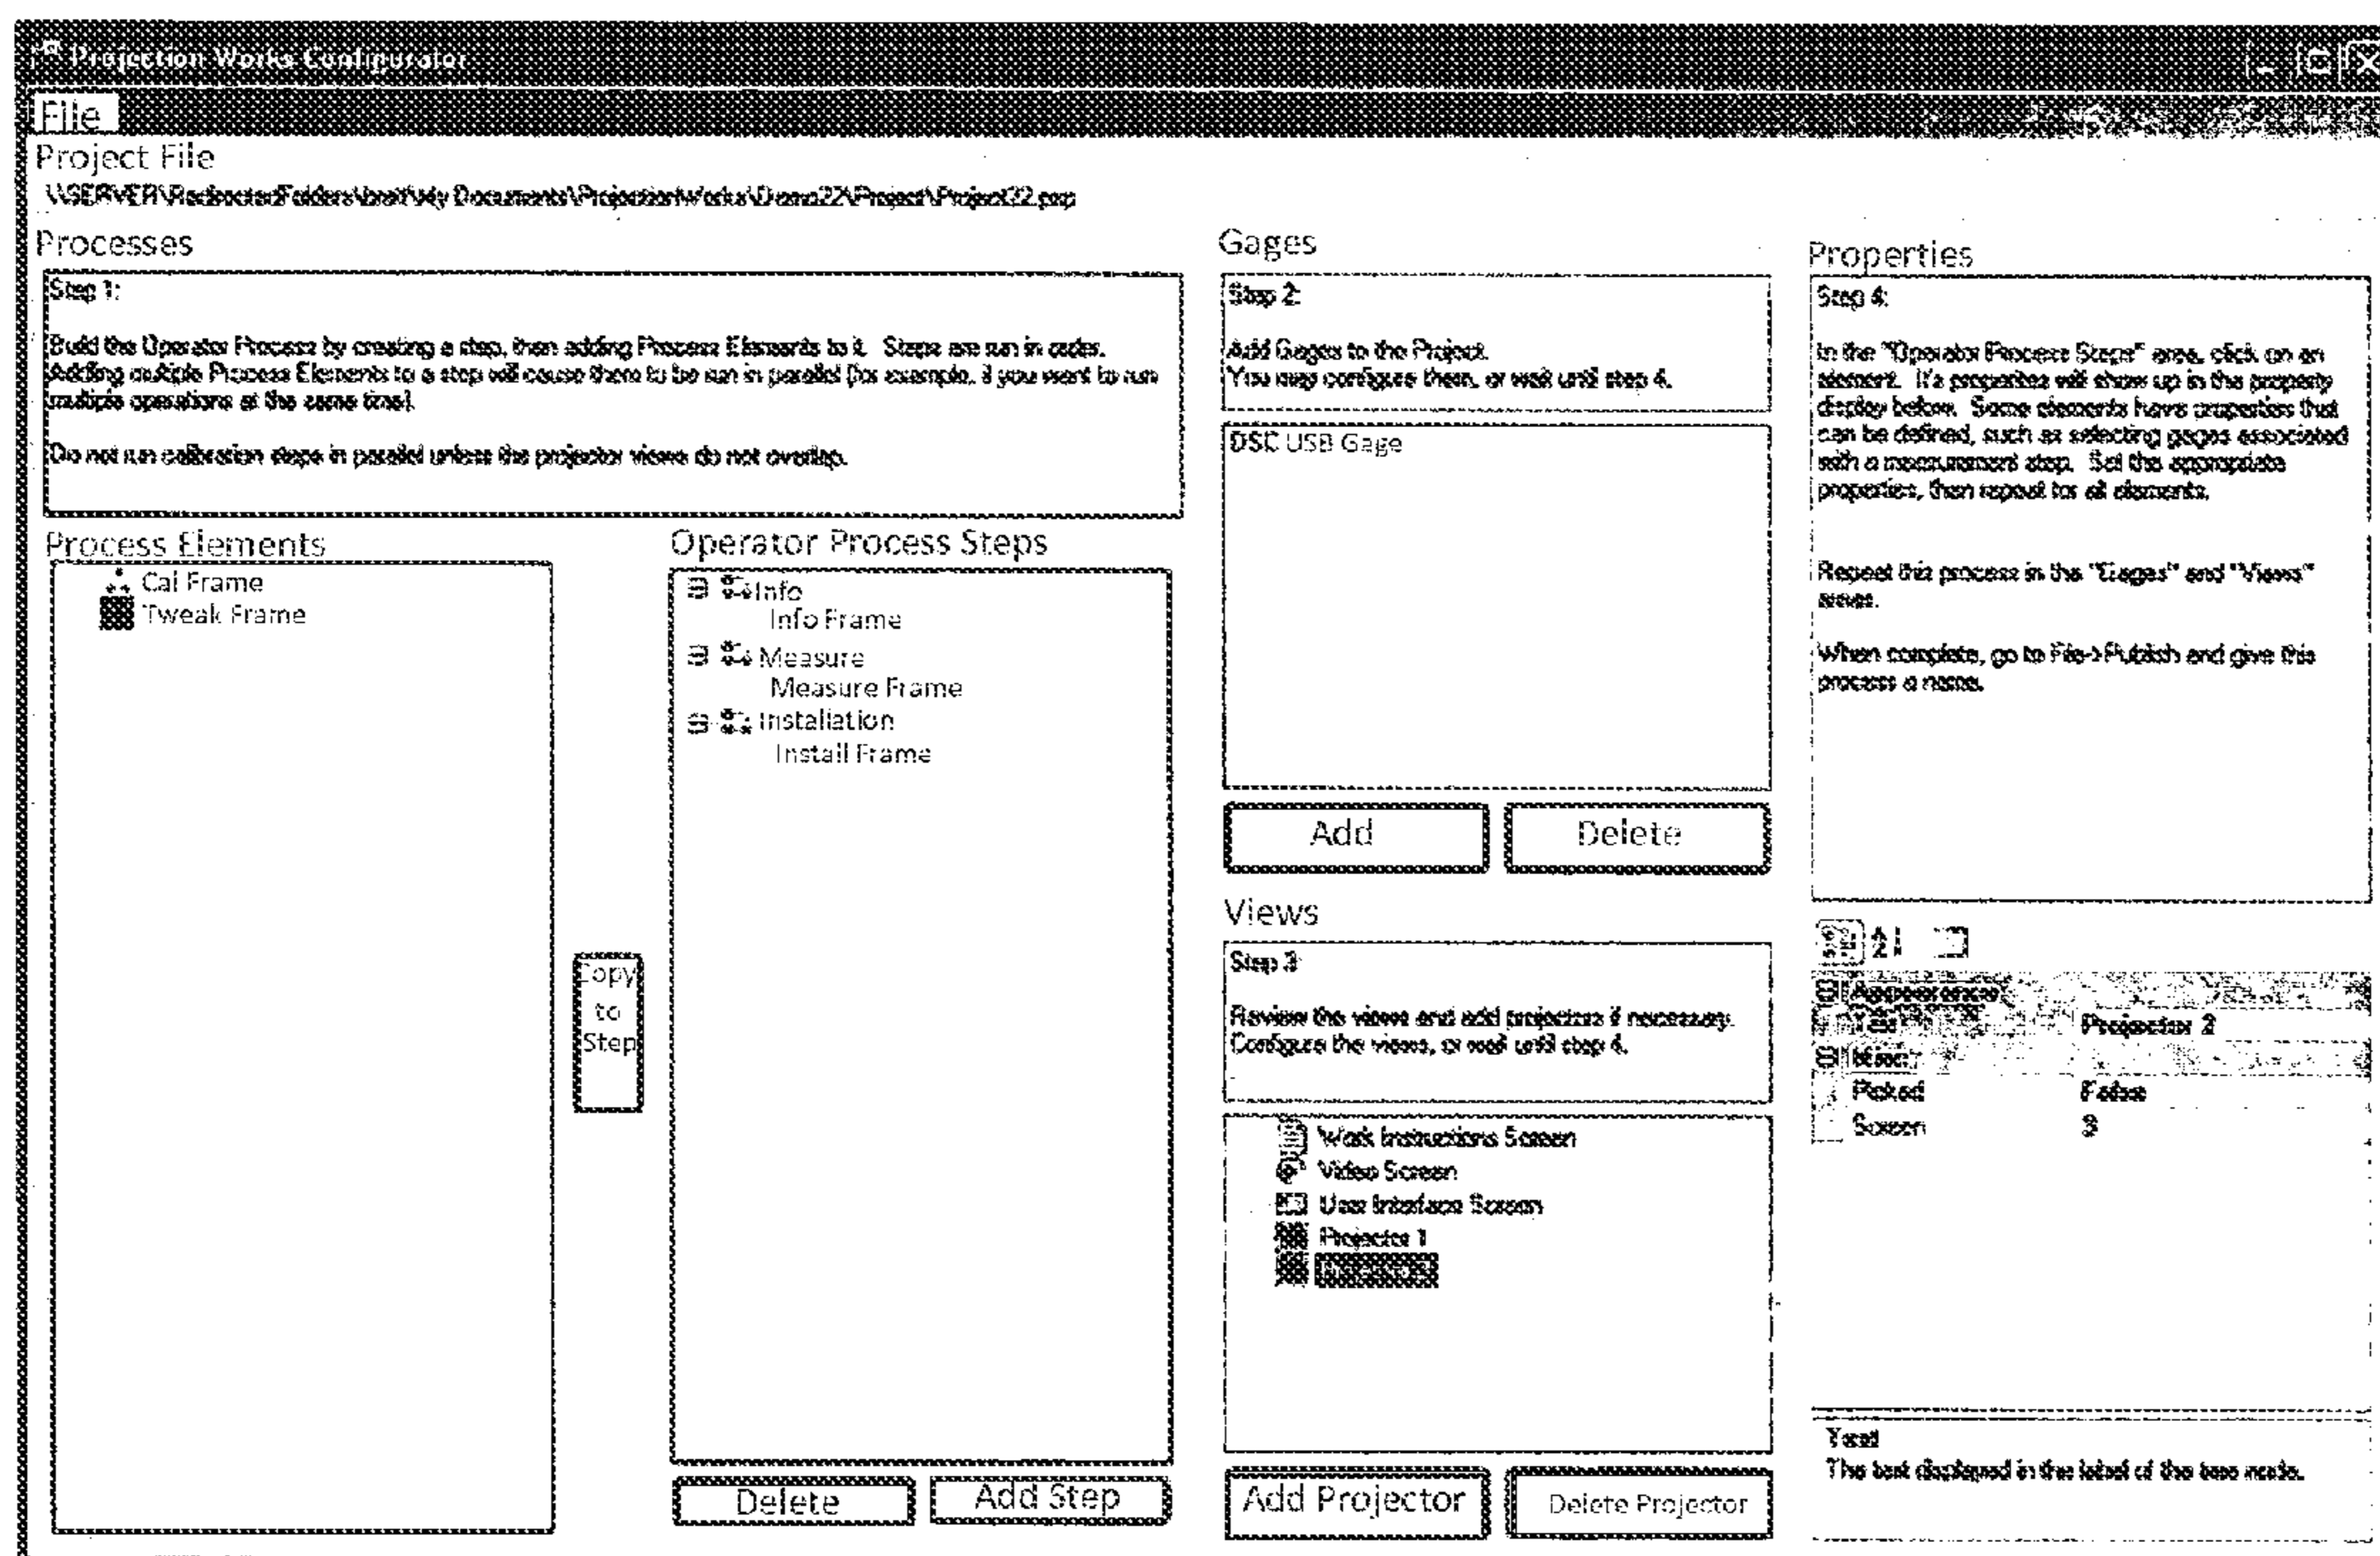 Projection Works Configurator
File
Project File
\\SERVER\RedirectedFolders\ Documents\ProjectionWorks\Demo22\Project\Project22.pwp
Processes
Step 1:
Build the Operator Process by creating a step, then adding Process Elements to it. Steps are run in order.
Adding multiple Process Elements to a step will cause them to be run in parallel (for example, if you want to run
multiple operations at the same time).
Do not run calibration steps in parallel unless the projector views do not overlap.
Process Elements
Cal Frame
Tweak Frame
Copy
to
Step
Operator Process Steps
Info
Info Frame
Measure
Measure Frame
Installation
Install Frame
Delete
Add Step
Gages
Step 2:
Add Gages to the Project.
You may configure them, or wait until step 4.
DSC USB Gage
Add
Delete
Views
Step 3:
Review the views and add projectors if necessary.
Configure the views, or wait until step 4.
Work Instructions Screen
Video Screen
User Interface Screen
Projector 1
Add Projector
Delete Projector
Properties
Step 4:
In the "Operator Process Steps" area, click on an
element. It's properties will show up in the property
display below. Some elements have properties that
can be defined, such as selecting gages associated
with a measurement step. Set the appropriate
properties, then repeat for all elements.
Repeat this process in the "Gages" and "Views"
areas.
When complete, go to File->Publish and give this
process a name.
Appearance
Text Projector 2
Misc
False
Screen
Text
The text displayed in the label of the tree node.